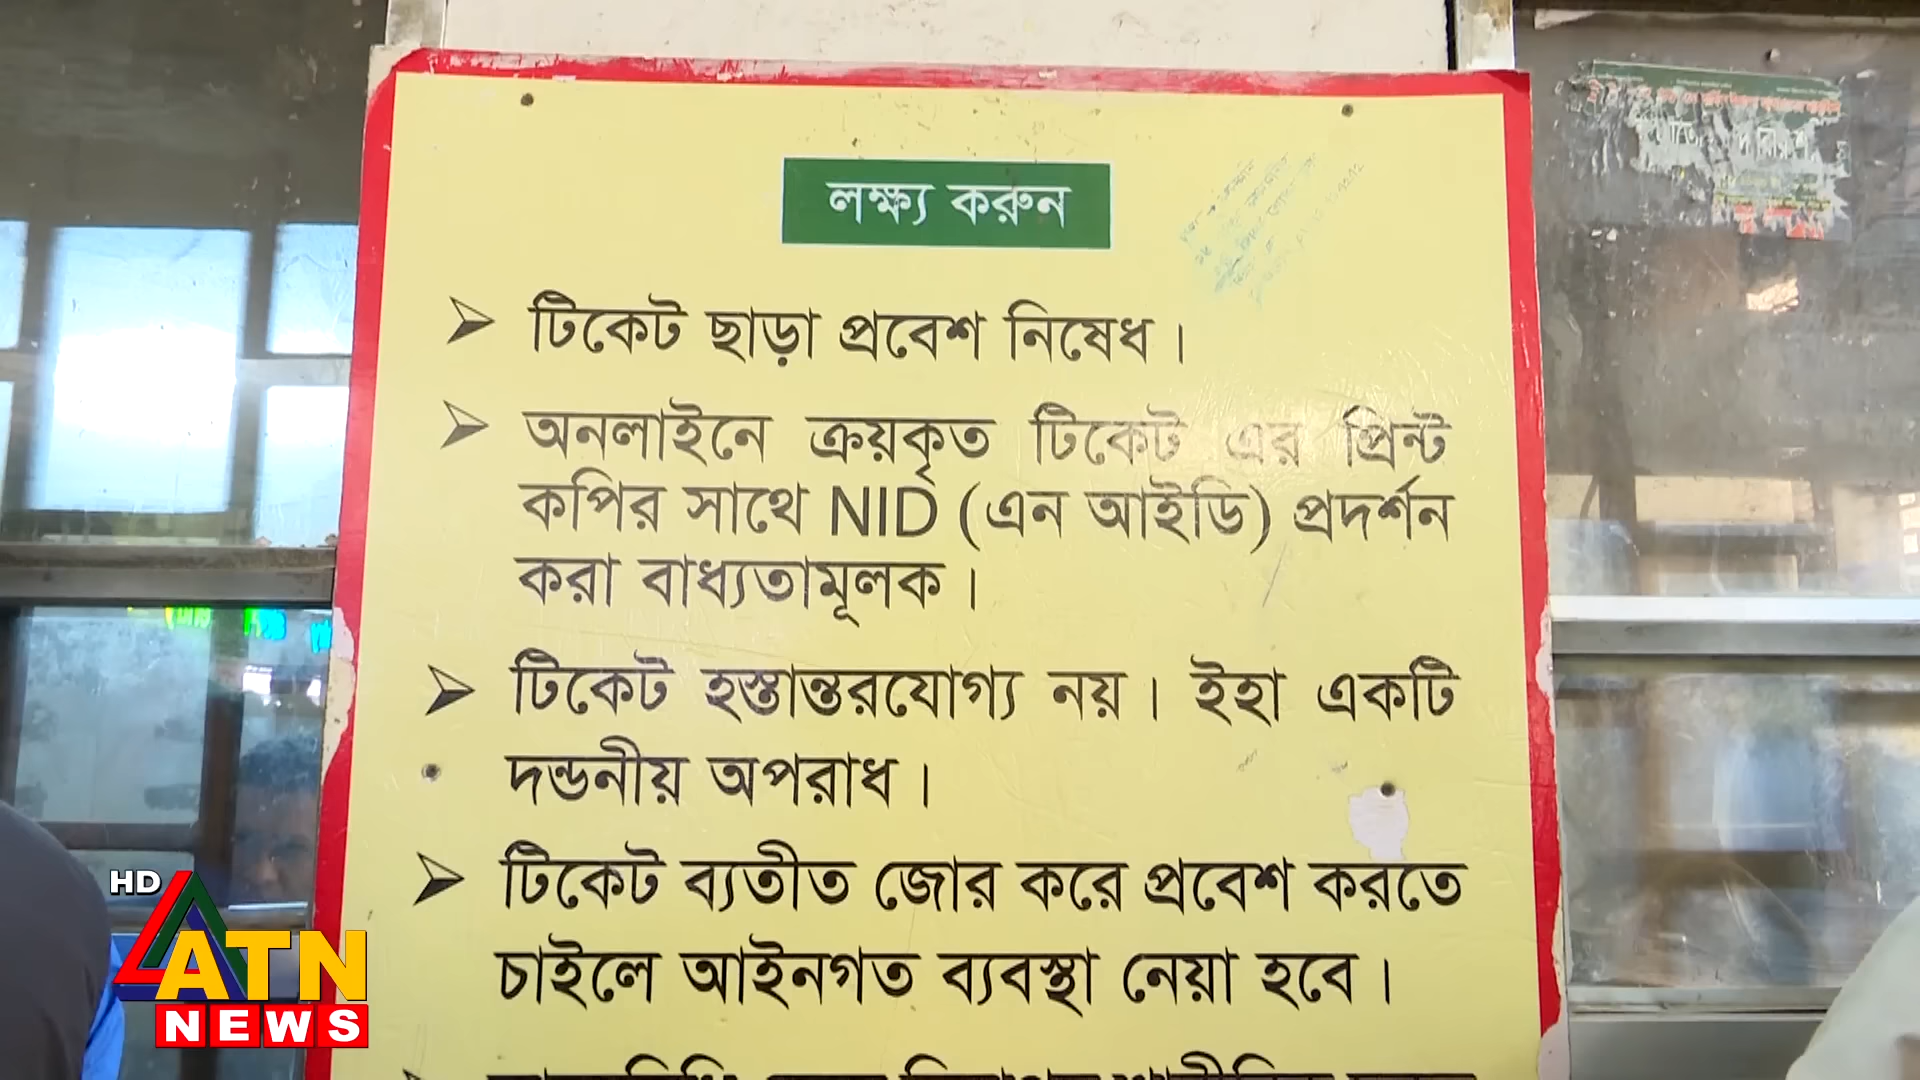 লক্ষ্য করুন
➢ টিকেট ছাড়া প্রবেশ নিষেধ।
➢ অনলাইনে ক্রয়কৃত টিকেট এর প্রিন্ট
কপির সাথে NID (এন আইডি) প্রদর্শন
করা বাধ্যতামূলক।
➢ টিকেট হস্তান্তরযোগ্য নয়। ইহা একটি
দন্ডনীয় অপরাধ।
➢ টিকেট ব্যতীত জোর করে প্রবেশ করতে
চাইলে আইনগত ব্যবস্থা নেয়া হবে।
HD
ATN
NEWS